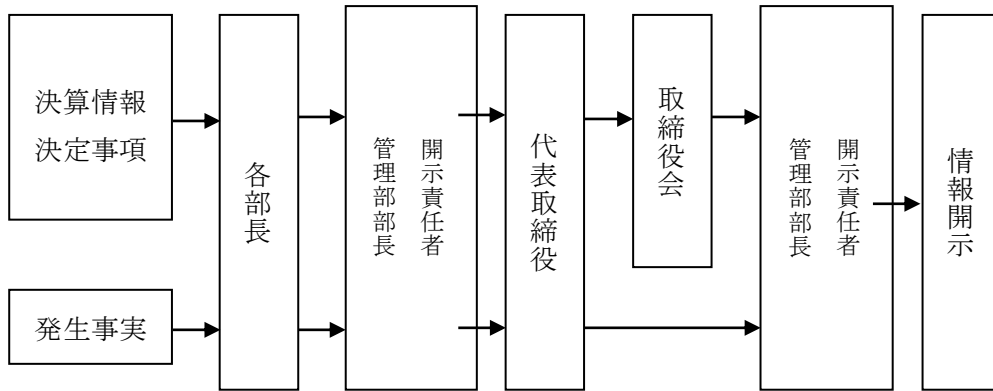 決算情報
決定事項
発生事実
各部長
開示責任者
管理部部長
代表取締役
取締役会
開示責任者
管理部部長
情報開示